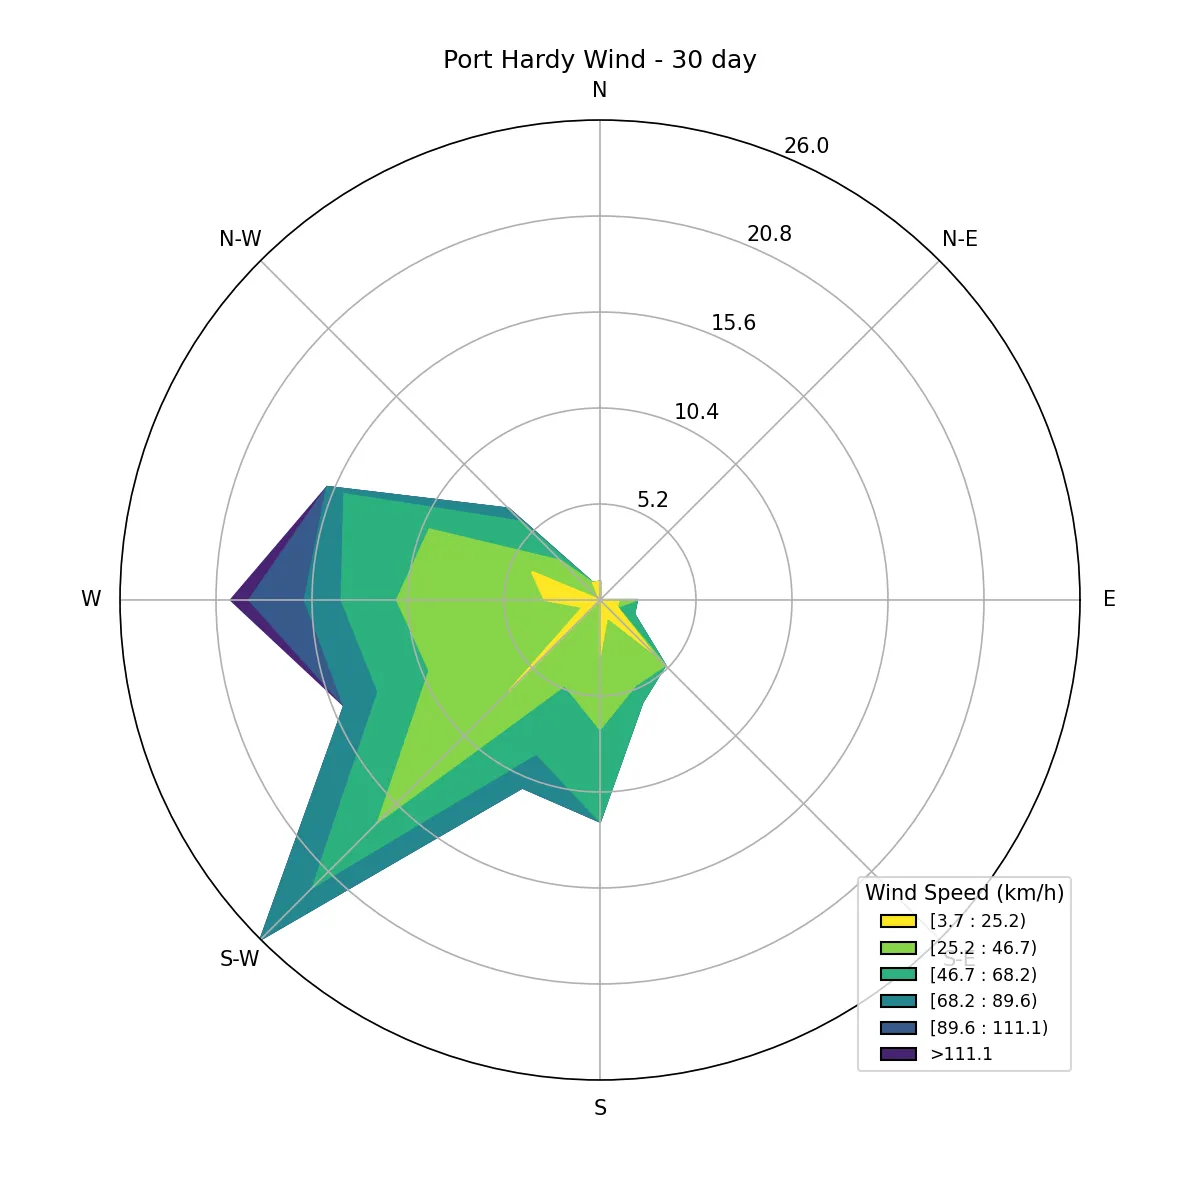 Port Hardy Wind - 30 day
N
26.0
N-W
N-E
20.8
15.6
10.4
5.2
W
E
S-W
S-E
S
Wind Speed (km/h)
[3.7 : 25.2)
[25.2 : 46.7)
[46.7 : 68.2)
[68.2 : 89.6)
[89.6 : 111.1)
>111.1